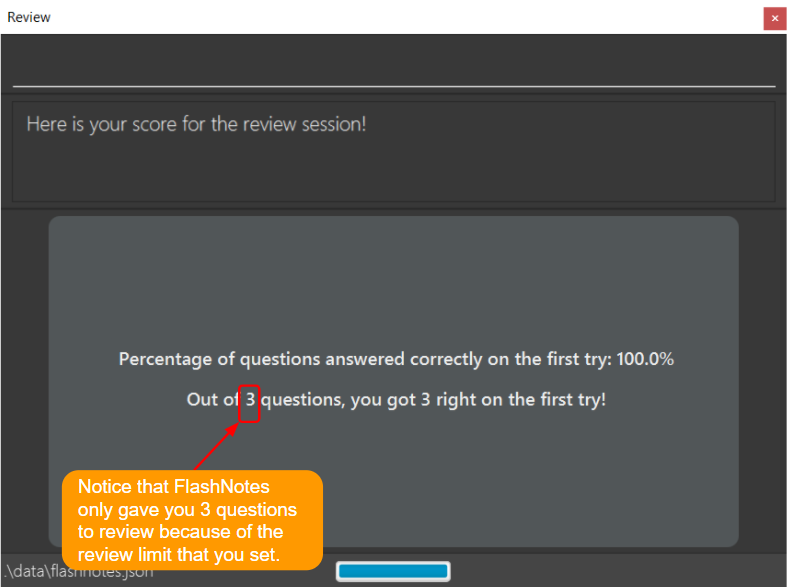 Review
Here is your score for the review session!
Percentage of questions answered correctly on the first try: 100.0%
Out of 3 questions, you got 3 right on the first try!
Notice that FlashNotes
only gave you 3 questions
to review because of the
review limit that you set.
.\data\flashnotes.json